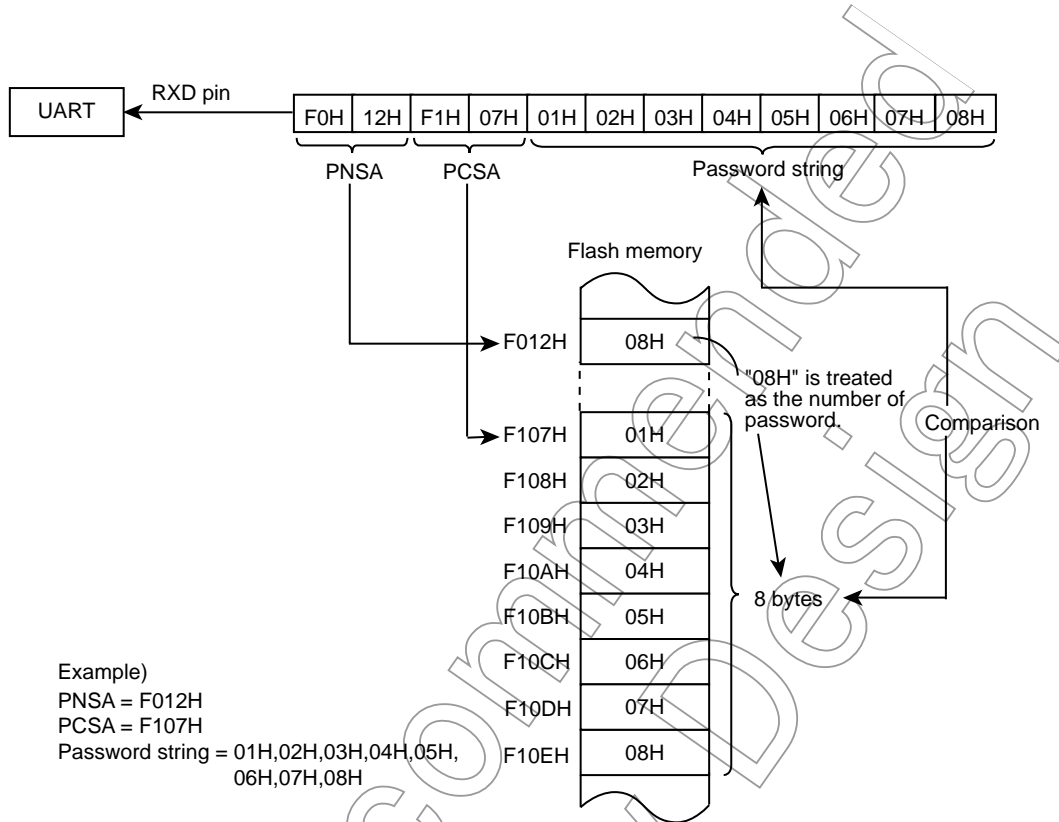 RXD pin
UART
F0H 12H F1H 07H 01H 02H 03H 04H 05H 06H 07H 08H
PNSA PCSA Password string
Flash memory
F012H 08H
"08H" is treated
as the number of
password.
Comparison
F107H 01H
F108H 02H
F109H 03H
F10AH 04H
8 bytes
F10BH 05H
F10CH 06H
F10DH 07H
F10EH 08H
Example)
PNSA = F012H
PCSA = F107H
Password string = 01H,02H,03H,04H,05H,
06H,07H,08H
commended
Design